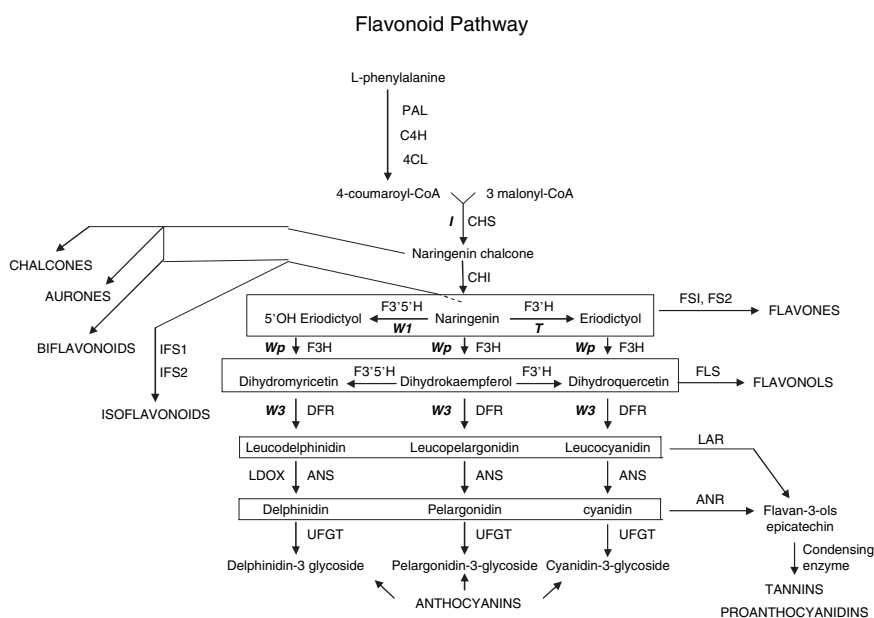 Flavonoid Pathway
L-phenylalanine
PAL
C4H
4CL
4-coumaroyl-CoA 3 malonyl-CoA
I CHS
Naringenin chalcone
CHALCONES
CHI
AURONES
F3'5'H F3'H FSI, FS2
5'OH Eriodictyol Naringenin Eriodictyol FLAVONES
W1 T
BIFLAVONOIDS
IFS1
IFS2
ISOFLAVONOIDS
Wp F3H Wp F3H Wp F3H
F3'5'H F3'H FLS
Dihydromyricetin Dihydrokaempferol Dihydroquercetin FLAVONOLS
W3 DFR W3 DFR W3 DFR
Leucodelphinidin Leucopelargonidin Leucocyanidin LAR
LDOX ANS ANS ANS
Delphinidin Pelargonidin cyanidin ANR
Flavan-3-ols
epicatechin
UFGT UFGT UFGT
Condensing
enzyme
Delphinidin-3 glycoside Pelargonidin-3-glycoside Cyanidin-3-glycoside
TANNINS
ANTHOCYANINS
PROANTHOCYANIDINS